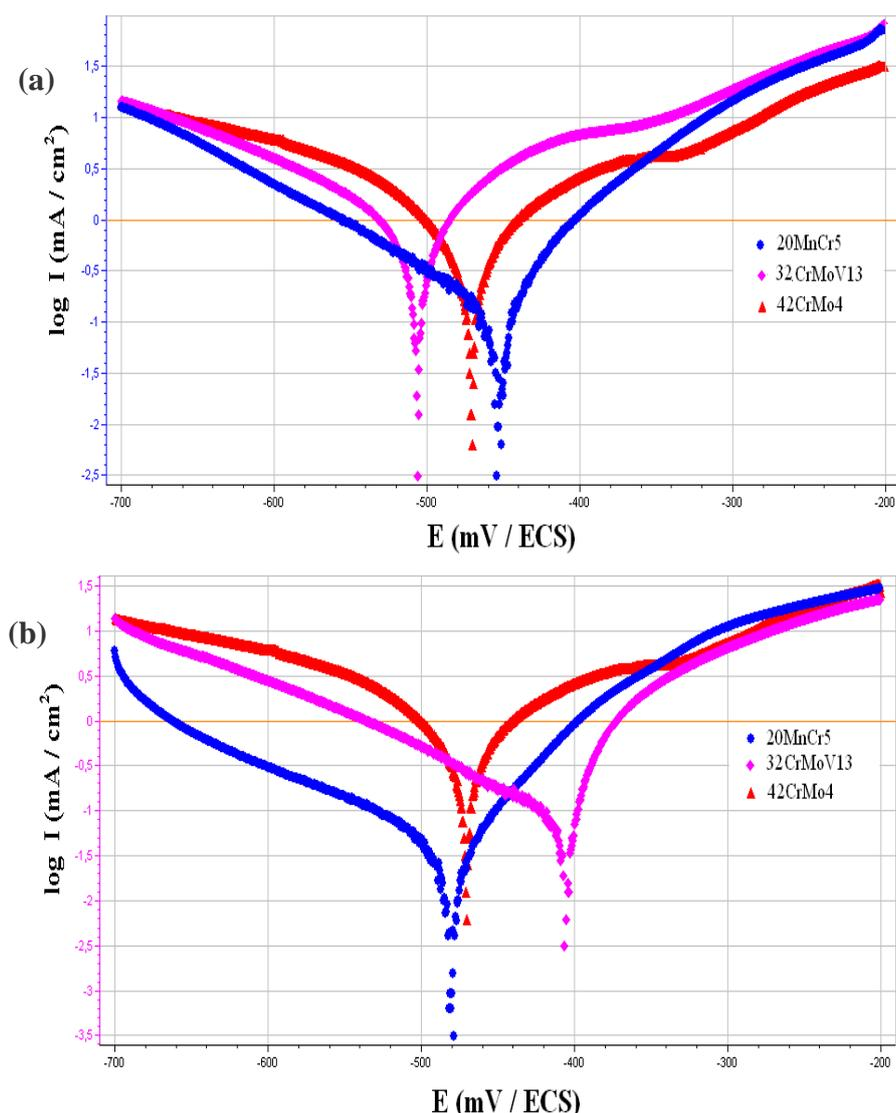 (a)
log I (mA / cm²)
1,5
1
0,5
0
-0,5
-1
-1,5
-2
-2,5
20MnCr5
32CrMoV13
42CrMo4
-700 -600 -500 -400 -300 -200
E (mV / ECS)
(b)
log I (mA / cm²)
1,5
1
0,5
0
-0,5
-1
-1,5
-2
-2,5
-3
-3,5
20MnCr5
32CrMoV13
42CrMo4
-700 -600 -500 -400 -300 -200
E (mV / ECS)